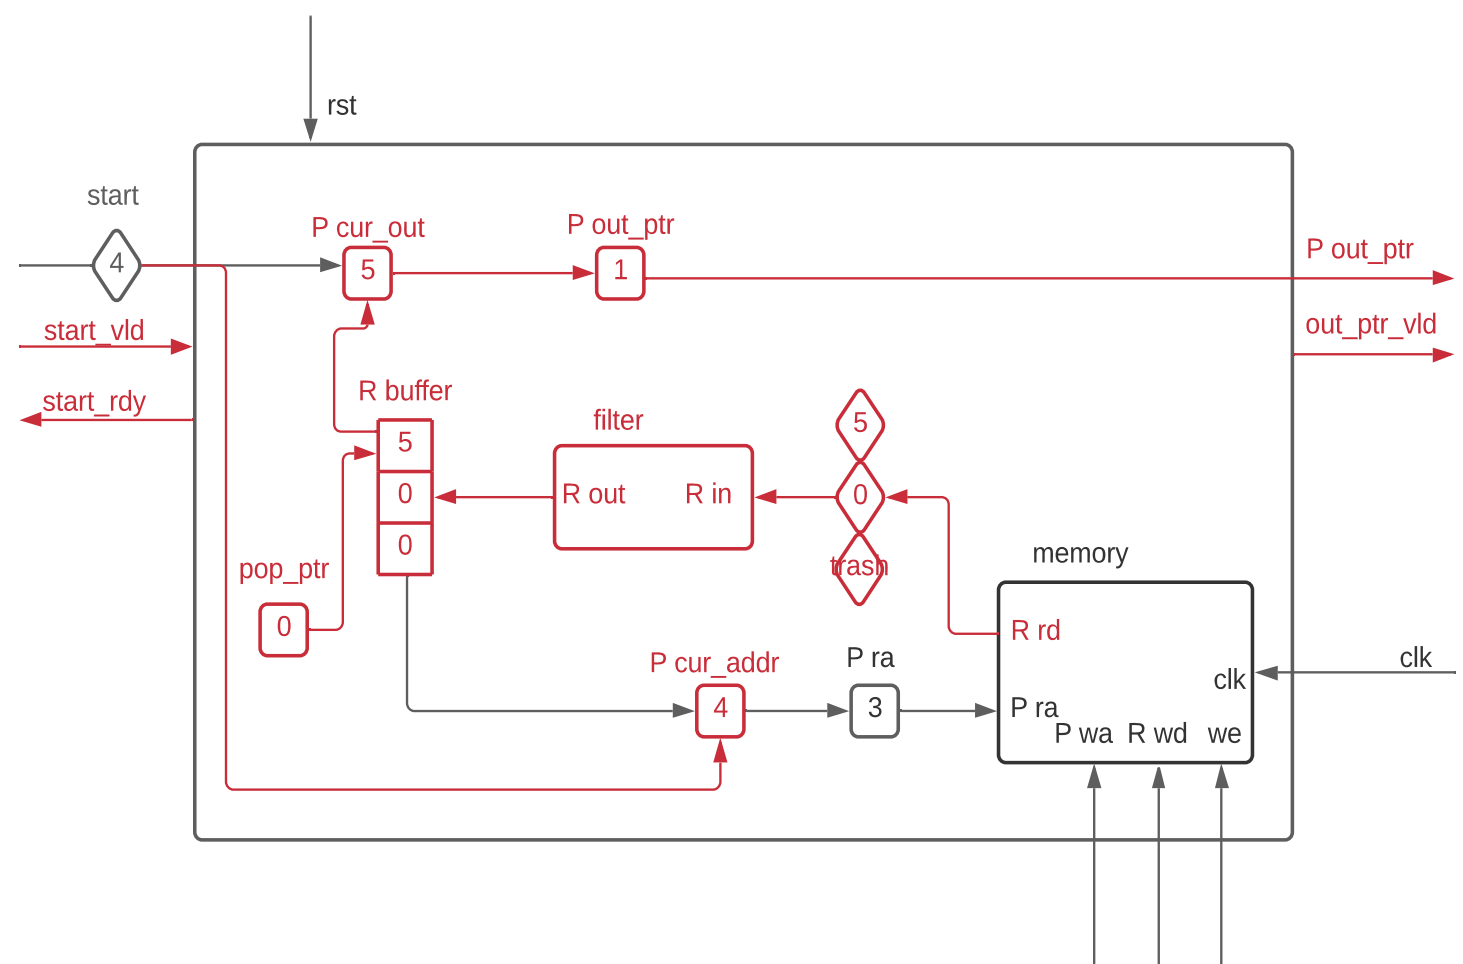 rst
start
4
start_vld
start_rdy
P cur_out
5
P out_ptr
1
P out_ptr
out_ptr_vld
R buffer
5
0
0
pop_ptr
0
filter
R out
R in
5
0
trash
P cur_addr
4
P ra
3
memory
R rd
clk
P ra
P wa
R wd
we
clk